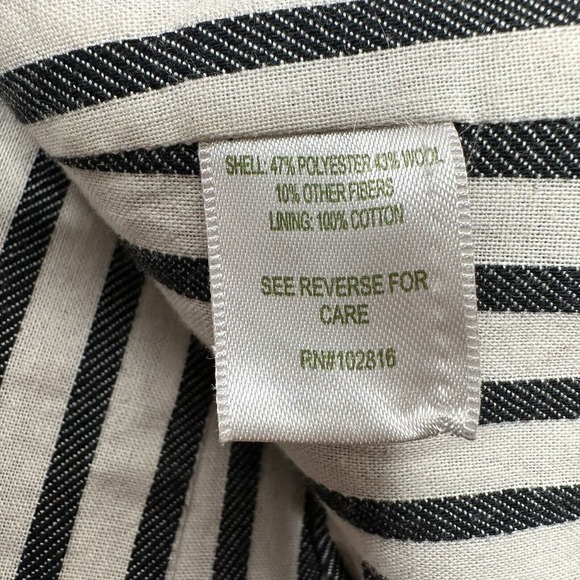 SHELL: 47% POLYESTER 43% WOOL
10% OTHER FIBERS
LINING: 100% COTTON
SEE REVERSE FOR
CARE
RN#102816